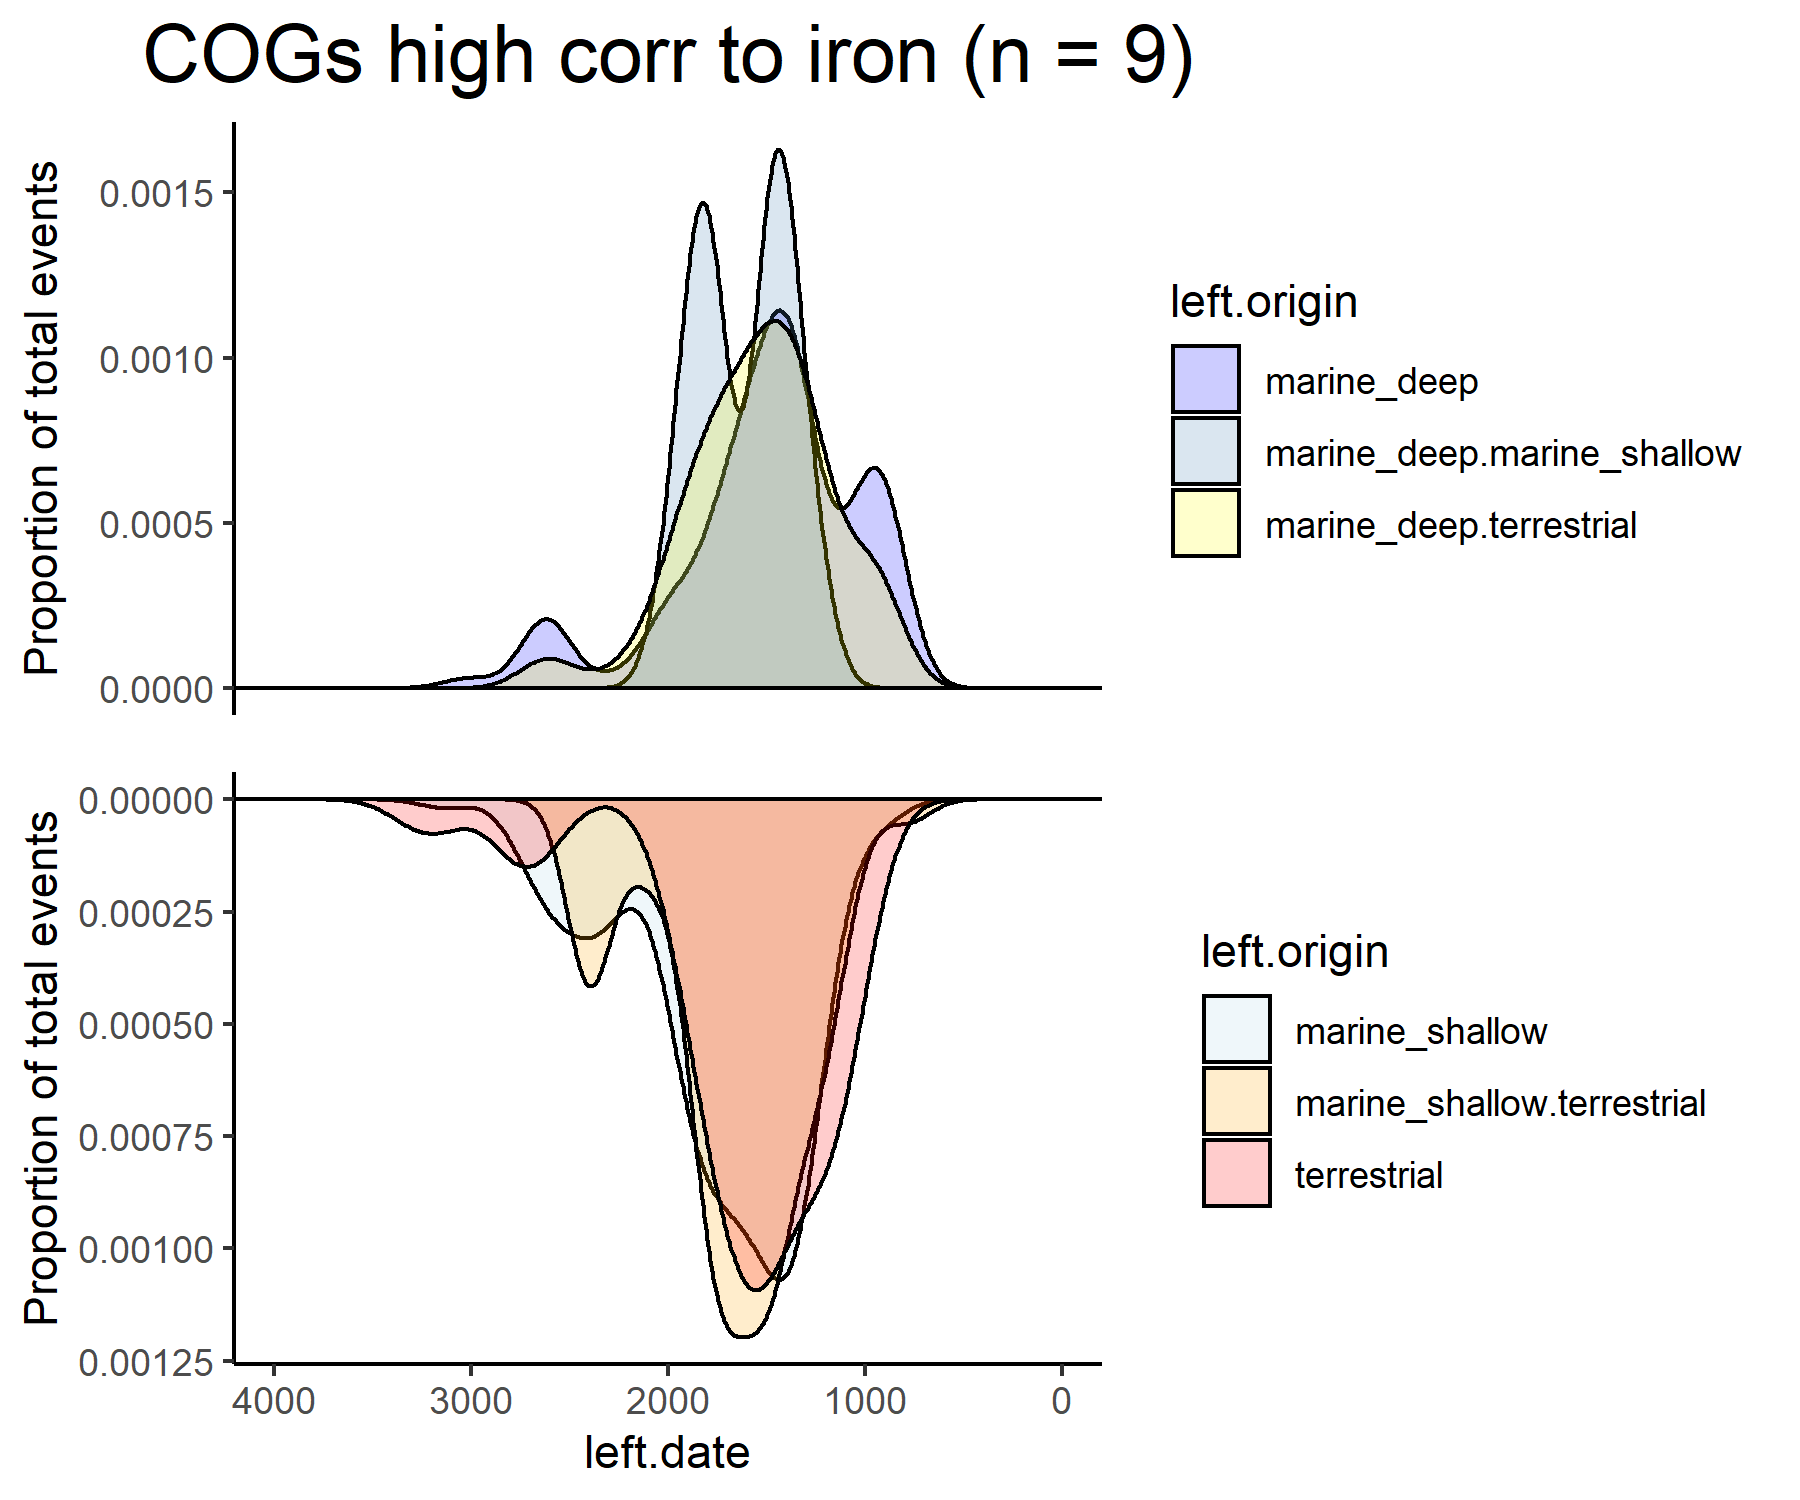 COGs high corr to iron (n = 9)
Proportion of total events
0.0015
0.0010
0.0005
0.0000
left.origin
marine_deep
marine_deep.marine_shallow
marine_deep.terrestrial
Proportion of total events
0.00000
0.00025
0.00050
0.00075
0.00100
0.00125
4000 3000 2000 1000 0
left.date
left.origin
marine_shallow
marine_shallow.terrestrial
terrestrial